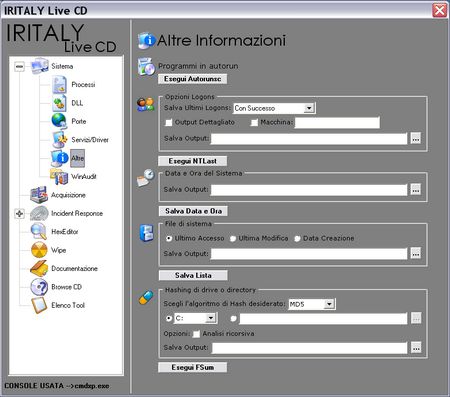 IRITALY Live CD
IRITALY
Live CD
Sistema
Processi
DLL
Porte
Servizi/Driver
Altre
WinAudit
Acquisizione
Incident Response
HexEditor
Wipe
Documentazione
Browse CD
Elenco Tool
CONSOLE USATA -->cmdxp.exe
Altre Informazioni
Programmi in autorun
Esegui Autorunsc
Opzioni Logons
Salva Ultimi Logons: Con Successo
Output Dettagliato Macchina:
Salva Output: ...
Esegui NTLast
Data e Ora del Sistema
Salva Output: ...
Salva Data e Ora
File di sistema
Ultimo Accesso Ultima Modifica Data Creazione
Salva Output: ...
Salva Lista
Hashing di drive o directory
Scegli l'algoritmo di Hash desiderato: MD5
C: ...
Opzioni: Analisi ricorsiva
Salva Output: ...
Esegui FSum